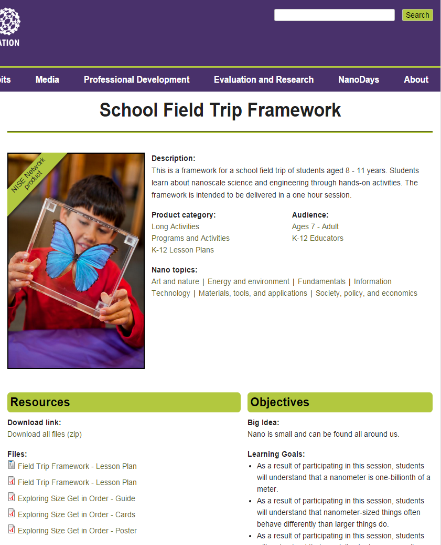 ATION
Search
its Media Professional Development Evaluation and Research NanoDays About
School Field Trip Framework
NISE Network
product
Description:
This is a framework for a school field trip of students aged 8 - 11 years. Students
learn about nanoscale science and engineering through hands-on activities. The
framework is intended to be delivered in a one hour session.
Product category:
Long Activities
Programs and Activities
K-12 Lesson Plans
Audience:
Ages 7 - Adult
K-12 Educators
Nano topics:
Art and nature | Energy and environment | Fundamentals | Information
Technology | Materials, tools, and applications | Society, policy, and economics
Resources
Download link:
Download all files (zip)
Files:
Field Trip Framework - Lesson Plan
Field Trip Framework - Lesson Plan
Exploring Size Get in Order - Guide
Exploring Size Get in Order - Cards
Exploring Size Get in Order - Poster
Objectives
Big Idea:
Nano is small and can be found all around us.
Learning Goals:
• As a result of participating in this session, students
will understand that a nanometer is one-billionth of a
meter.
• As a result of participating in this session, students
will understand that nanometer-sized things often
behave differently than larger things do.
• As a result of participating in this session, students